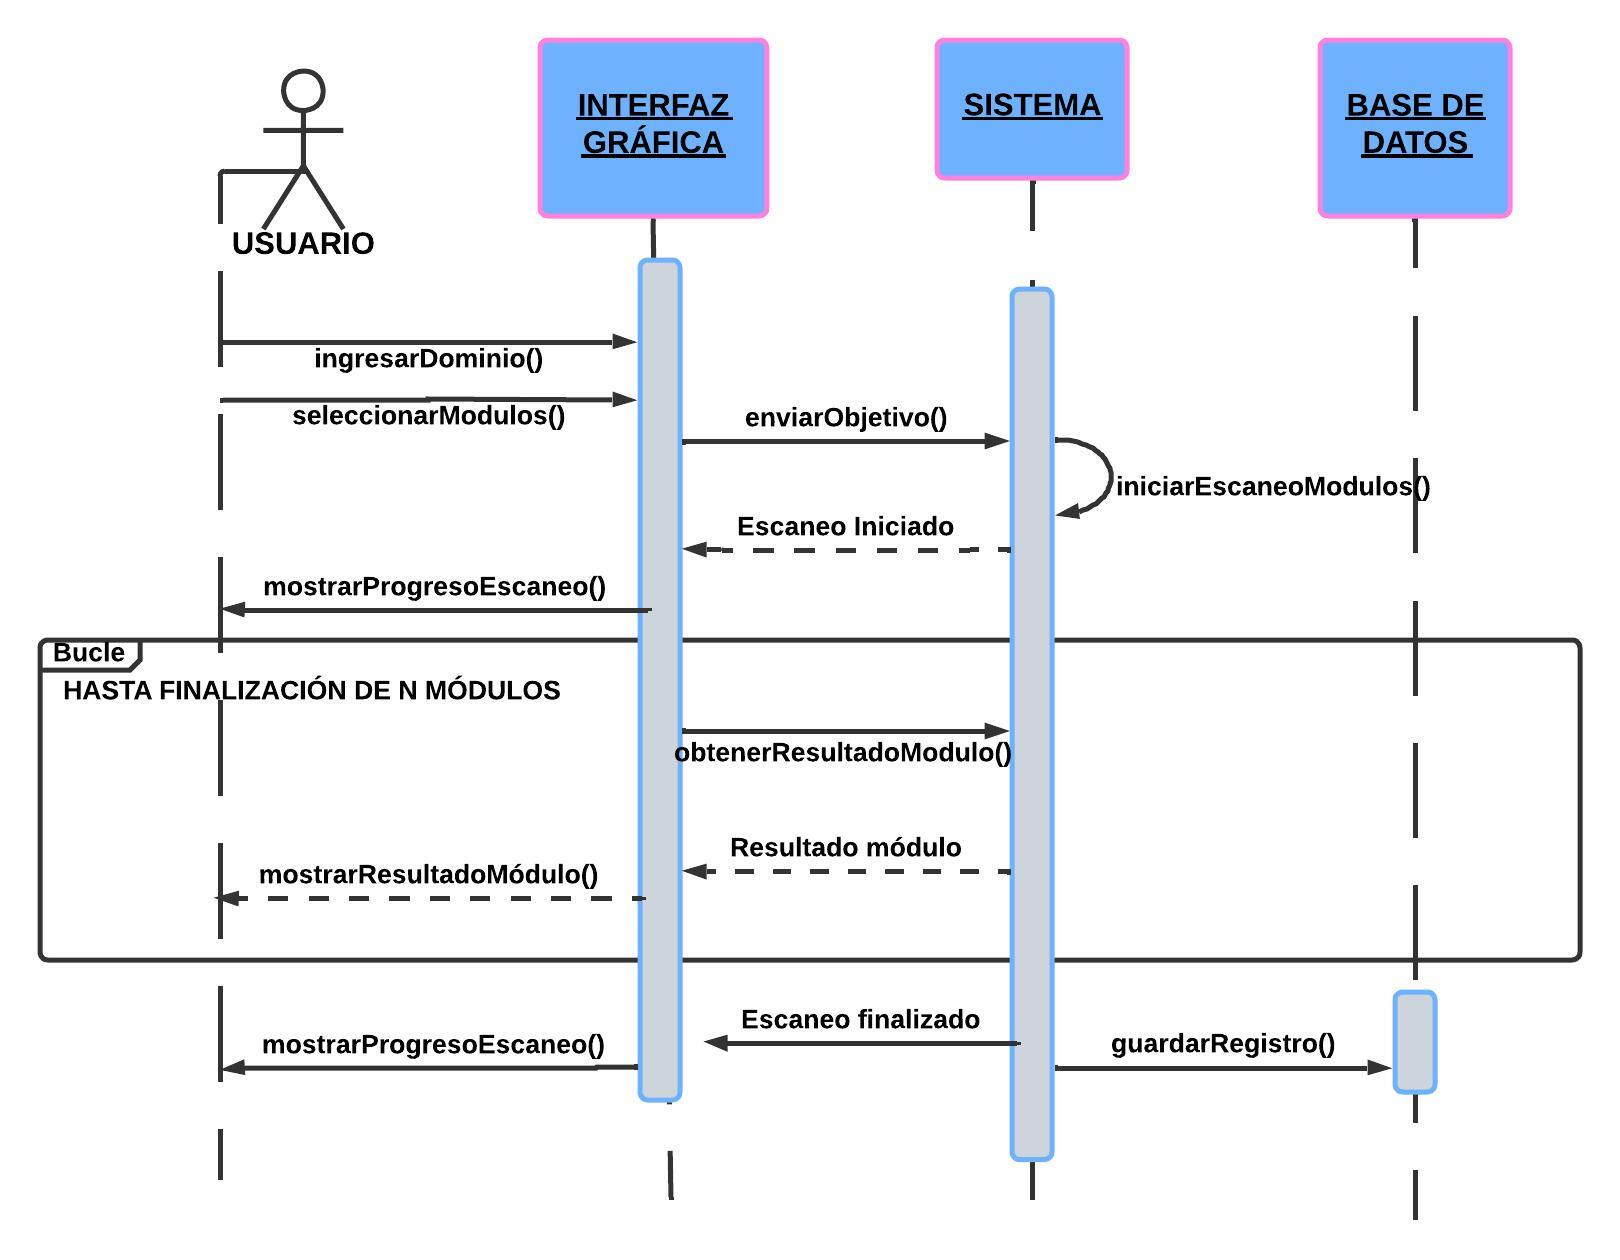 INTERFAZ
GRÁFICA
SISTEMA
BASE DE
DATOS
USUARIO
ingresarDominio()
seleccionarModulos()
enviarObjetivo()
iniciarEscaneoModulos()
Escaneo Iniciado
mostrarProgresoEscaneo()
Bucle
HASTA FINALIZACIÓN DE N MÓDULOS
obtenerResultadoModulo()
Resultado módulo
mostrarResultadoMódulo()
Escaneo finalizado
mostrarProgresoEscaneo()
guardarRegistro()